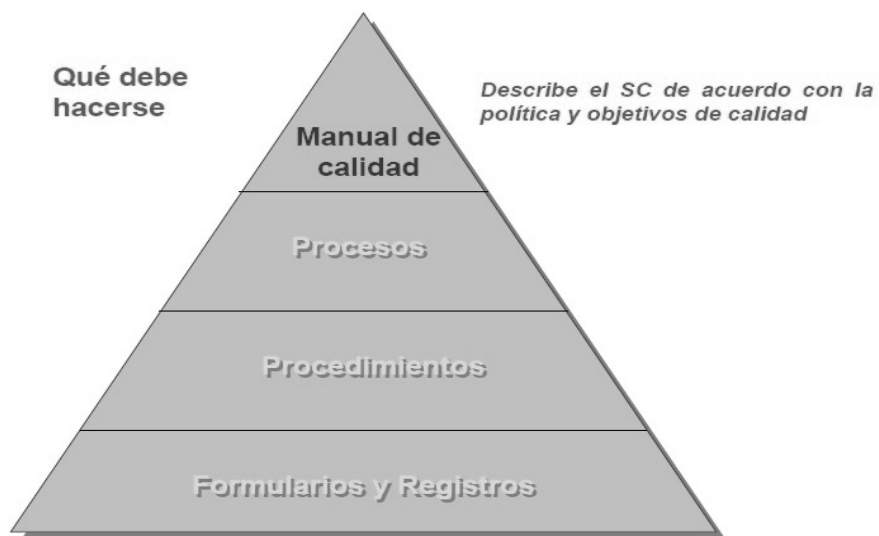 Qué debe
hacerse
Describe el SC de acuerdo con la
política y objetivos de calidad
Manual de
calidad
Procesos
Procedimientos
Formularios y Registros